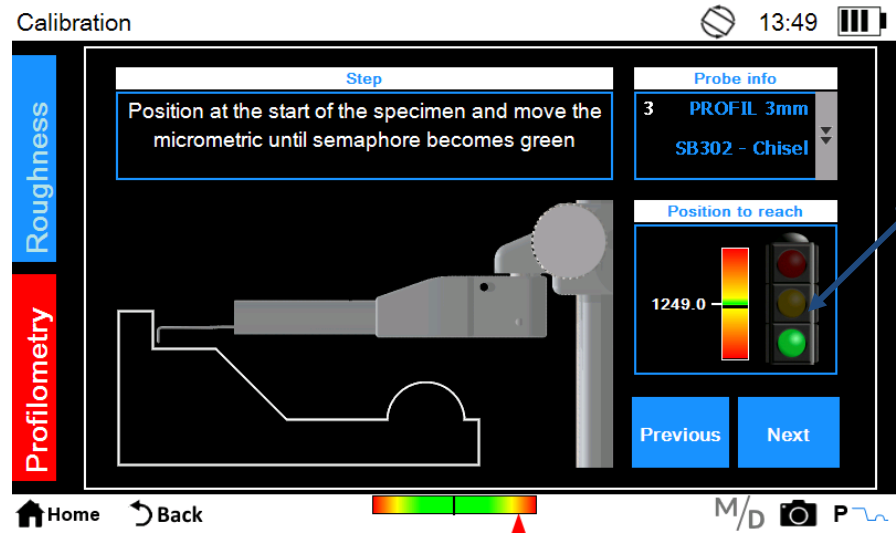 Calibration
13:49
Roughness
Profilometry
Step
Position at the start of the specimen and move the
micrometric until semaphore becomes green
Probe info
3 PROFIL 3mm
SB302 - Chisel
Position to reach
1249.0
Previous
Next
Home
Back
M/D
P